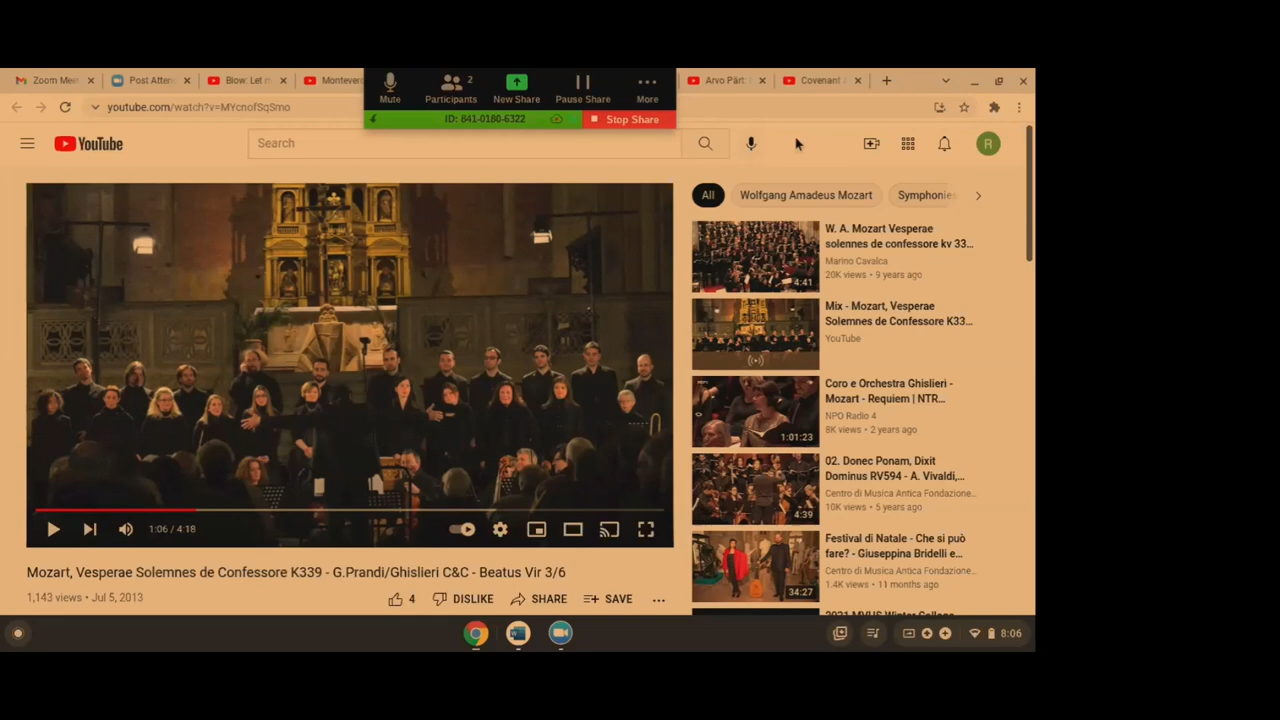 Zoom Mee
Post Atten
Blow: Let m
Monteverd
Arvo Pärt:
Covenant
youtube.com/watch?v=MYcnofSqSmo
Mute
Participants
2
New Share
Pause Share
More
ID: 841-0180-6322
Stop Share
YouTube
Search
R
All
Wolfgang Amadeus Mozart
Symphonies
W. A. Mozart Vesperae
solennes de confessore kv 33...
Marino Cavalca
20K views • 9 years ago
4:41
Mix - Mozart, Vesperae
Solemnes de Confessore K33...
YouTube
Coro e Orchestra Ghislieri -
Mozart - Requiem | NTR...
NPO Radio 4
8K views • 2 years ago
1:01:23
02. Donec Ponam, Dixit
Dominus RV594 - A. Vivaldi,...
Centro di Musica Antica Fondazione...
10K views • 5 years ago
4:39
Festival di Natale - Che si può
fare? - Giuseppina Bridelli e...
Centro di Musica Antica Fondazione...
1.4K views • 11 months ago
34:27
1:06 / 4:18
Mozart, Vesperae Solemnes de Confessore K339 - G.Prandi/Ghislieri C&C - Beatus Vir 3/6
1,143 views • Jul 5, 2013
4
DISLIKE
SHARE
SAVE
8:06